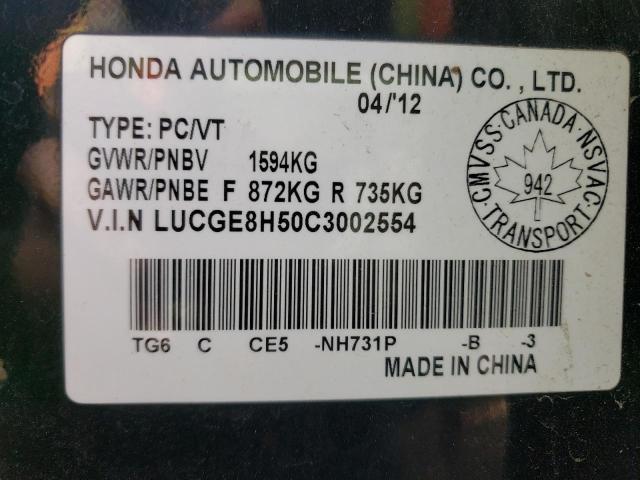 HONDA AUTOMOBILE (CHINA) CO., LTD.
04/'12
TYPE: PC/VT
GVWR/PNBV 1594KG
GAWR/PNBE F 872KG R 735KG
V.I.N LUCGE8H50C3002554
CMVSS·CANADA·NSVAC·TRANSPORT·
942
TG6 C CE5 -NH731P -B -3
MADE IN CHINA